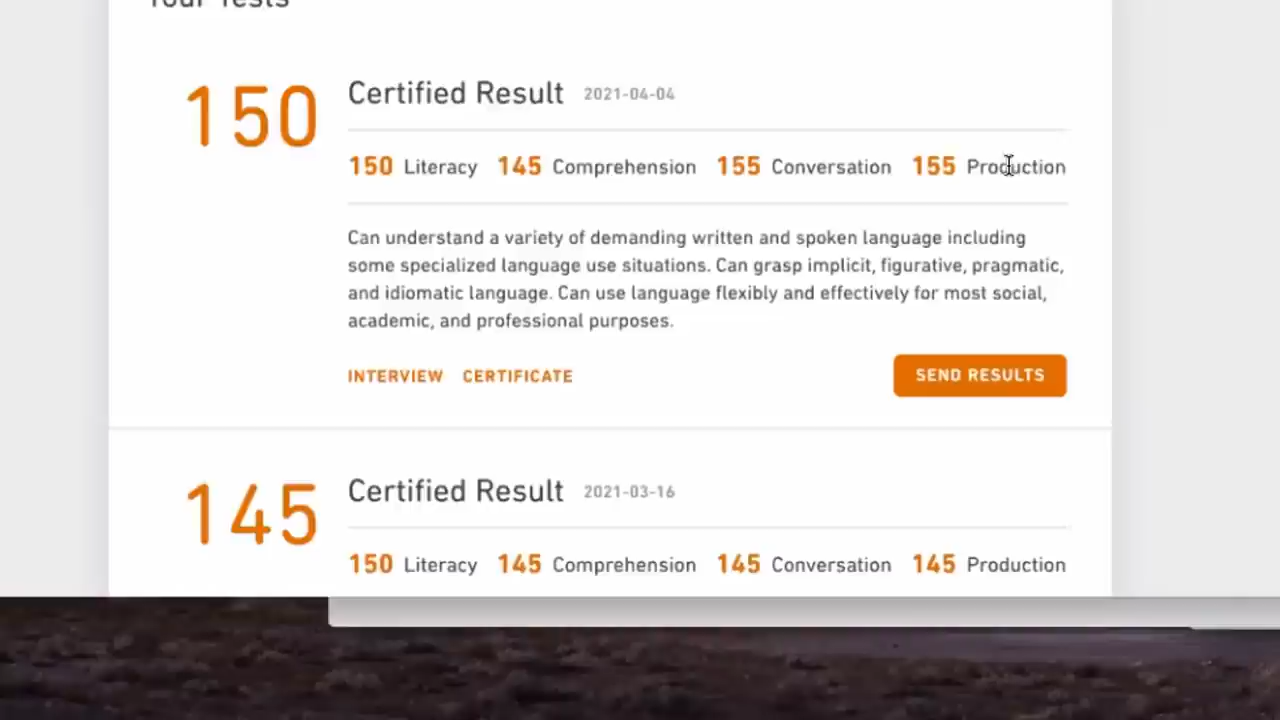 Your Tests
150
Certified Result 2021-04-04
150 Literacy 145 Comprehension 155 Conversation 155 Production
Can understand a variety of demanding written and spoken language including
some specialized language use situations. Can grasp implicit, figurative, pragmatic,
and idiomatic language. Can use language flexibly and effectively for most social,
academic, and professional purposes.
INTERVIEW CERTIFICATE SEND RESULTS
145
Certified Result 2021-03-16
150 Literacy 145 Comprehension 145 Conversation 145 Production